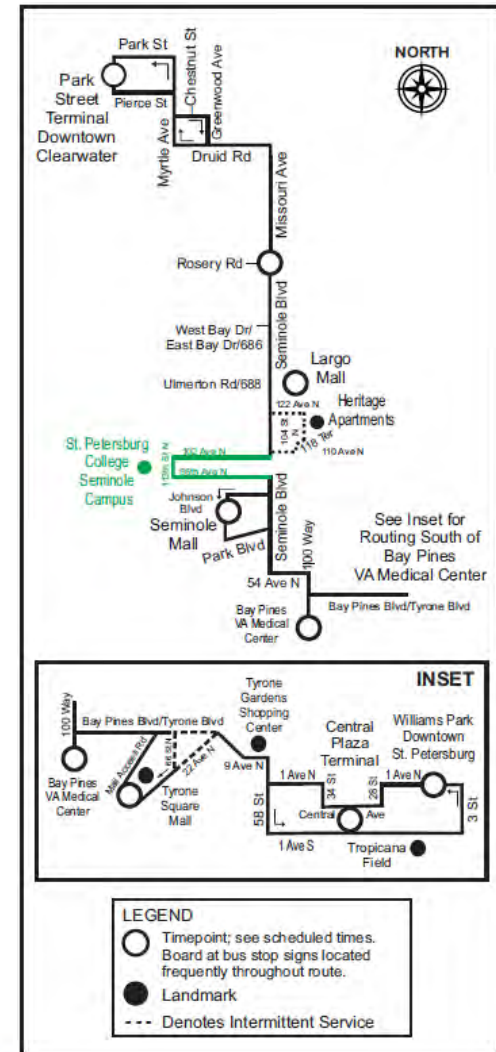 Park St
Park
Street
Terminal
Downtown
Clearwater
Pierce St
Chestnut St
Greenwood Ave
Myrtle Ave
Druid Rd
NORTH
Missouri Ave
Rosery Rd
Seminole Blvd
West Bay Dr/
East Bay Dr/686
Largo
Mall
Ulmerton Rd/688
122 Ave N
Heritage
Apartments
104 St
N
118 Ter
110 Ave N
St. Petersburg
College
Seminole
Campus
113th St N
102 Ave N
98th Ave N
Johnson
Blvd
Seminole
Mall
Park Blvd
Seminole Blvd
100 Way
54 Ave N
See Inset for
Routing South of
Bay Pines
VA Medical Center
Bay Pines Blvd/Tyrone Blvd
Bay Pines
VA Medical
Center
INSET
100 Way
Bay Pines Blvd/Tyrone Blvd
Bay Pines
VA Medical
Center
Mall Access Rd
66 St N
22 Ave N
Tyrone
Square
Mall
Tyrone
Gardens
Shopping
Center
9 Ave N
58 St
1 Ave N
Central
Plaza
Terminal
34 St
28 St
Central
Ave
1 Ave N
Williams Park
Downtown
St. Petersburg
3 St
1 Ave S
Tropicana
Field
LEGEND
Timepoint; see scheduled times.
Board at bus stop signs located
frequently throughout route.
Landmark
Denotes Intermittent Service